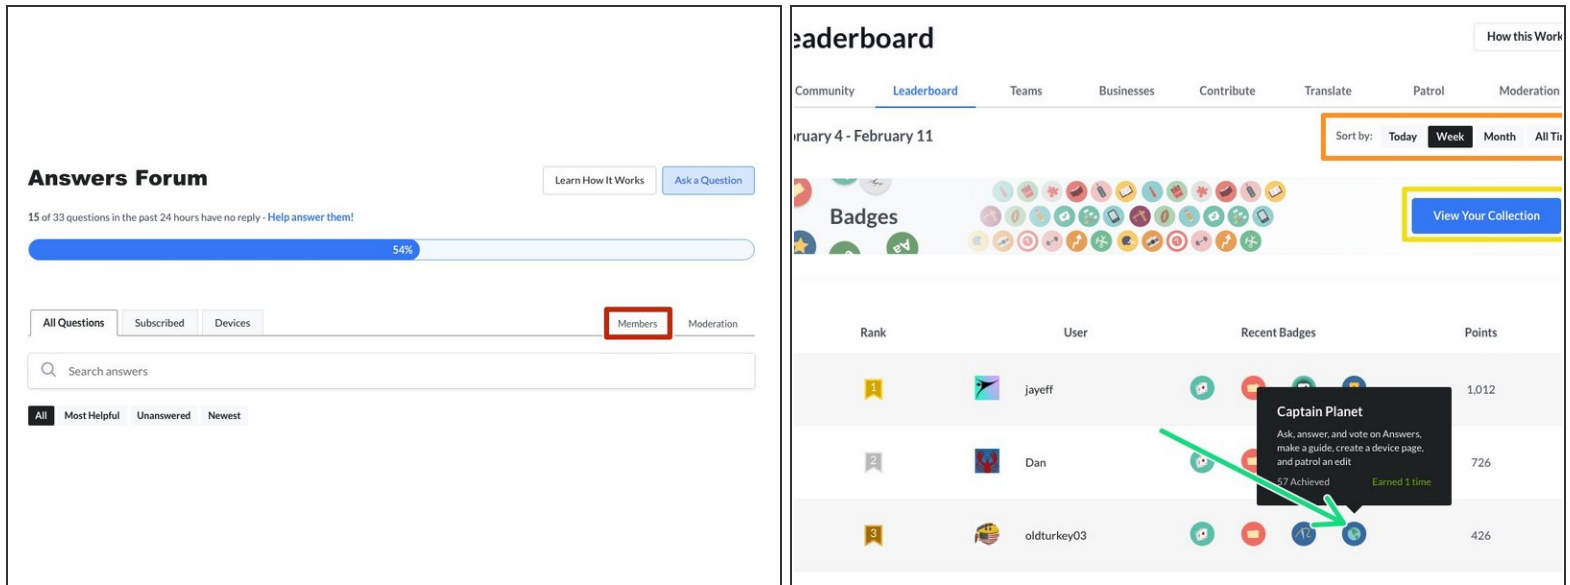 Answers Forum
Learn How It Works
Ask a Question
15 of 33 questions in the past 24 hours have no reply - Help answer them!
54%
All Questions
Subscribed
Devices
Members
Moderation
Search answers
All
Most Helpful
Unanswered
Newest
eaderboard
How this Work
Community
Leaderboard
Teams
Businesses
Contribute
Translate
Patrol
Moderation
ruary 4 - February 11
Sort by:
Today
Week
Month
All Ti
Badges
View Your Collection
Rank
User
Recent Badges
Points
1
jayeff
1,012
Captain Planet
Ask, answer, and vote on Answers,
make a guide, create a device page,
and patrol an edit
57 Achieved
Earned 1 time
2
Dan
726
3
oldturkey03
426